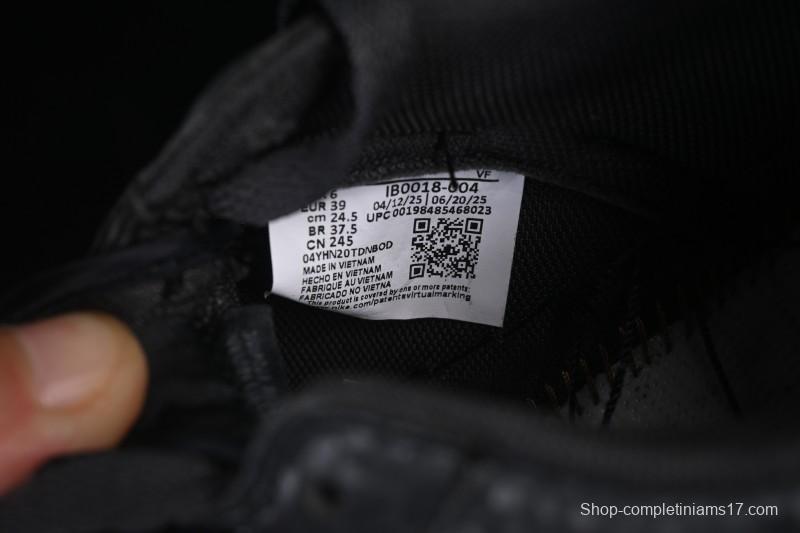 VF
6
IB0018-004
EUR 39
04/12/25 | 06/20/25
cm 24.5
UPC 00198485468023
BR 37.5
CN 245
04YHN20TDNBOD
MADE IN VIETNAM
HECHO EN VIETNAM
FABRIQUE AU VIETNAM
FABRICADO NO VIETNA
This product is covered by one or more patents:
nike.com/patentsvirtualmarking
Shop-completiniams17.com